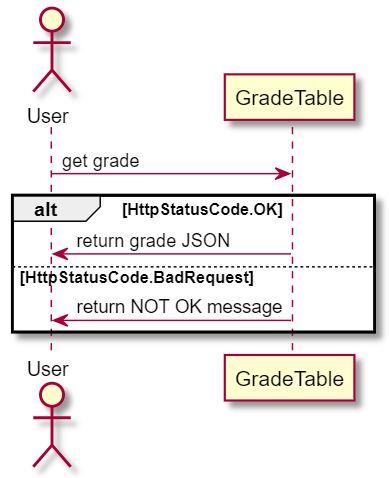 User
GradeTable
get grade
alt
[HttpStatusCode.OK]
return grade JSON
[HttpStatusCode.BadRequest]
return NOT OK message
User
GradeTable